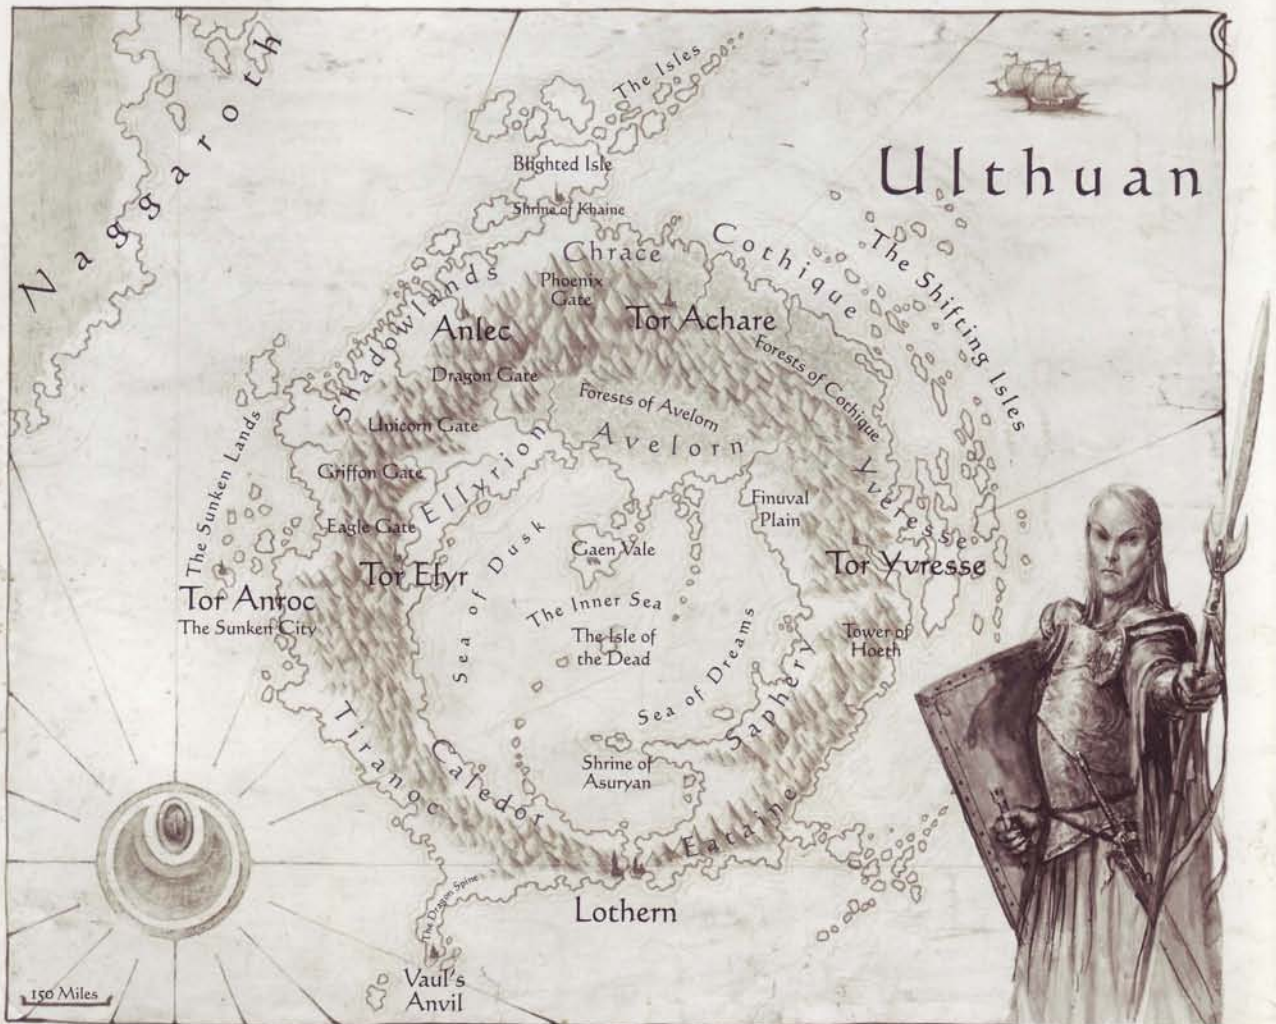 Naggaroth
The Isles
Blighted Isle
Shrine of Khaine
Ulthuan
Chrace
Cothique
The Shifting Isles
Phoenix
Gate
Shadowlands
Anlec
Tor Achare
Forests of Cothique
Dragon Gate
Forests of Avelorn
Avelorn
Unicorn Gate
Griffon Gate
Ellyrion
Eagle Gate
The Sunken Lands
Finuval
Plain
Yveresse
Sea of Dusk
Gaen Vale
Tor Elyr
Tor Yvresse
Tor Anroc
The Sunken City
The Inner Sea
The Isle of
the Dead
Tower of
Hoeth
Sea of Dreams
Saphery
Tiranoc
Caledor
Shrine of
Asuryan
Eataine
The Dragon Spine
Lothern
Vaul's
Anvil
150 Miles